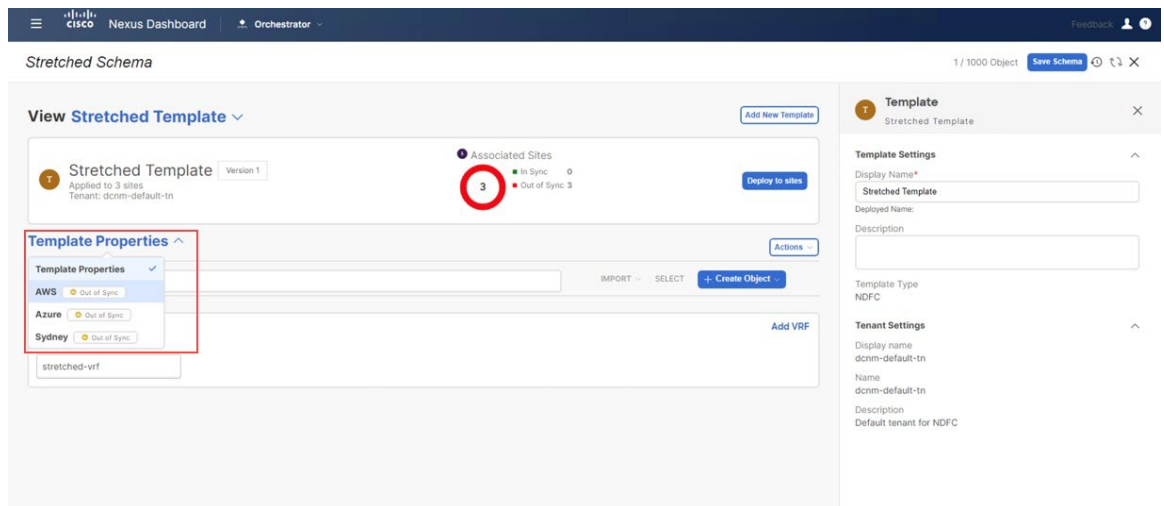 cisco Nexus Dashboard Orchestrator Feedback
Stretched Schema 1 / 1000 Object Save Schema
View Stretched Template Add New Template
Stretched Template Version 1
Applied to 3 sites
Tenant: dcnm-default-tn
Associated Sites
3
In Sync 0
Out of Sync 3
Deploy to sites
Template Properties Actions
Template Properties
AWS Out of Sync
Azure Out of Sync
Sydney Out of Sync
IMPORT SELECT + Create Object
Add VRF
stretched-vrf
T Template
Stretched Template
Template Settings
Display Name*
Stretched Template
Deployed Name:
Description
Template Type
NDFC
Tenant Settings
Display name
dcnm-default-tn
Name
dcnm-default-tn
Description
Default tenant for NDFC